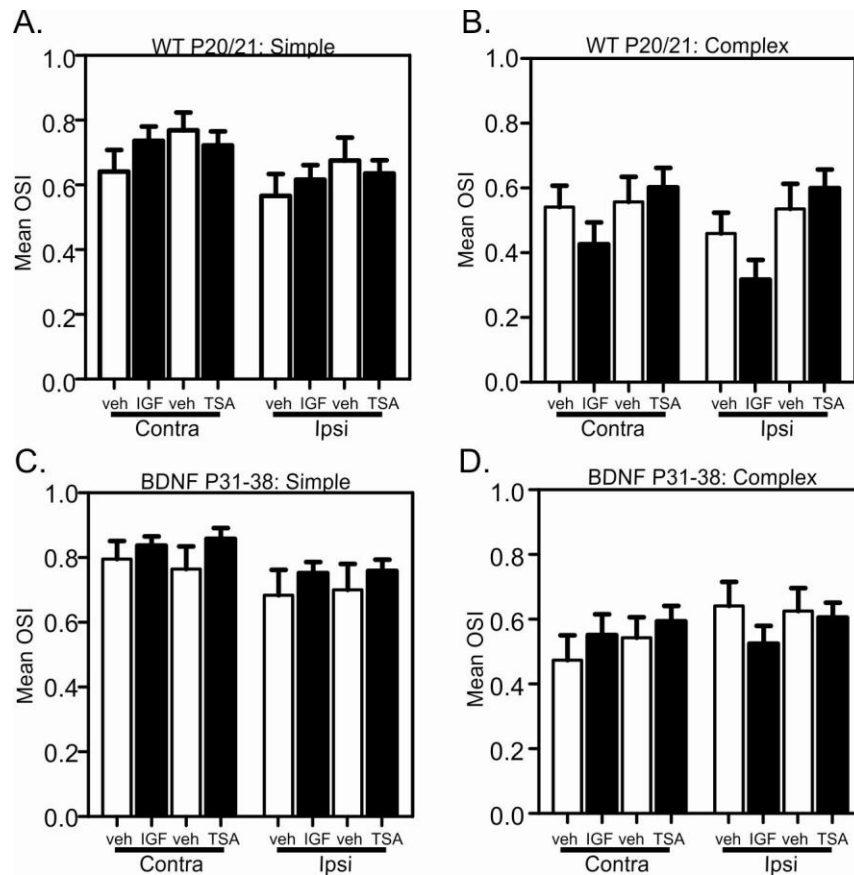 A.
WT P20/21: Simple
1.0
0.8
0.6
0.4
0.2
0.0
Mean OSI
veh IGF veh TSA veh IGF veh TSA
Contra Ipsi
B.
WT P20/21: Complex
1.0
0.8
0.6
0.4
0.2
0.0
Mean OSI
veh IGF veh TSA veh IGF veh TSA
Contra Ipsi
C.
BDNF P31-38: Simple
1.0
0.8
0.6
0.4
0.2
0.0
Mean OSI
veh IGF veh TSA veh IGF veh TSA
Contra Ipsi
D.
BDNF P31-38: Complex
1.0
0.8
0.6
0.4
0.2
0.0
Mean OSI
veh IGF veh TSA veh IGF veh TSA
Contra Ipsi